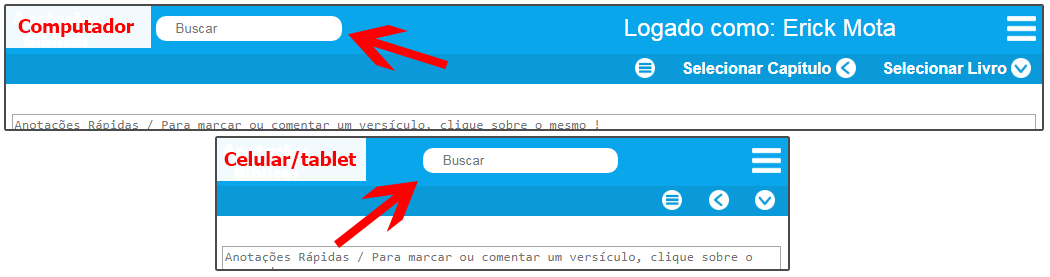 Computador
Buscar
Logado como: Erick Mota
Selecionar Capítulo
Selecionar Livro
Anotações Rápidas / Para marcar ou comentar um versículo, clique sobre o mesmo !
Celular/tablet
Buscar
Anotações Rápidas / Para marcar ou comentar um versículo, clique sobre o